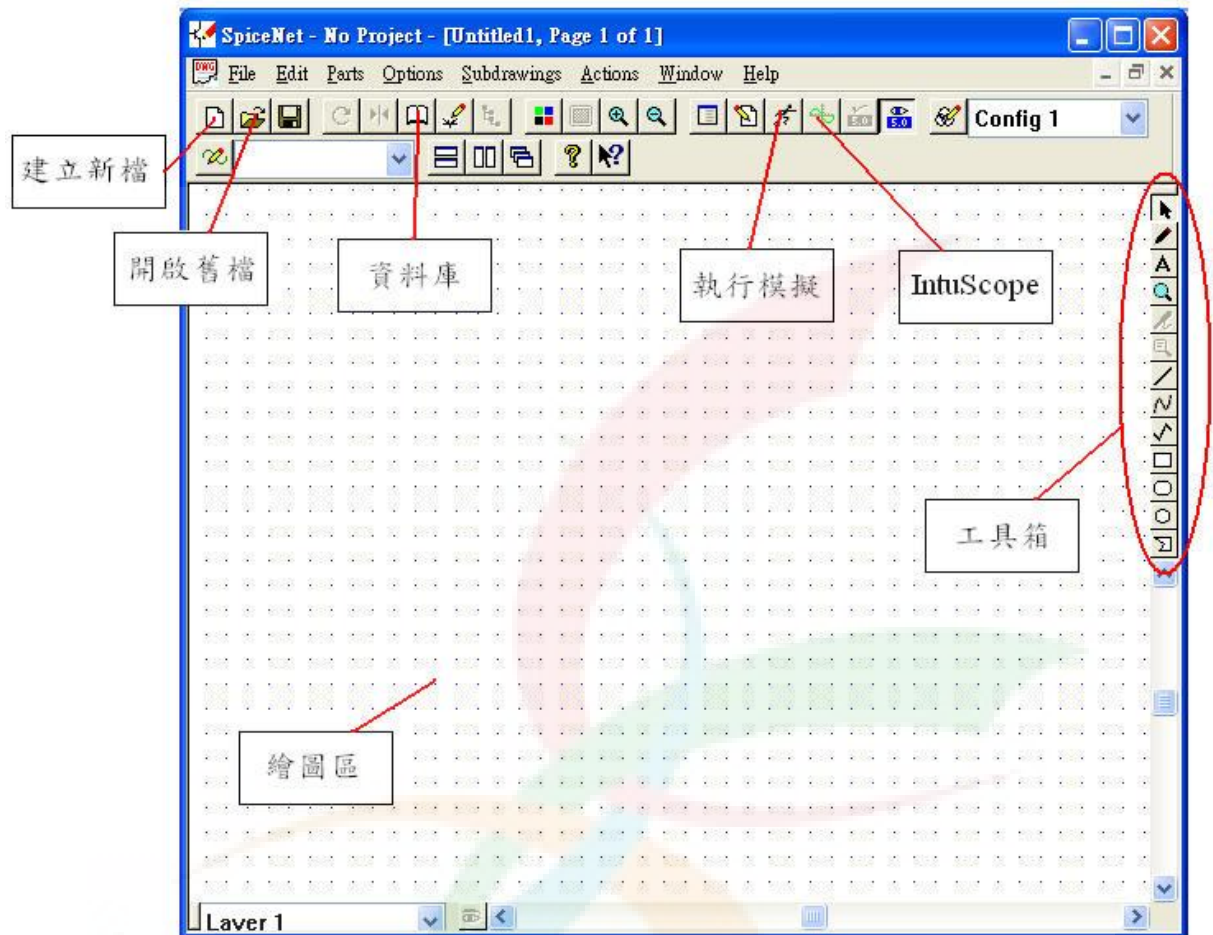 SpiceNet - No Project - [Untitled1, Page 1 of 1]
File Edit Parts Options Subdrawings Actions Window Help
Config 1
建立新檔
開啟舊檔
資料庫
執行模擬
IntuScope
A
工具箱
繪圖區
Layer 1